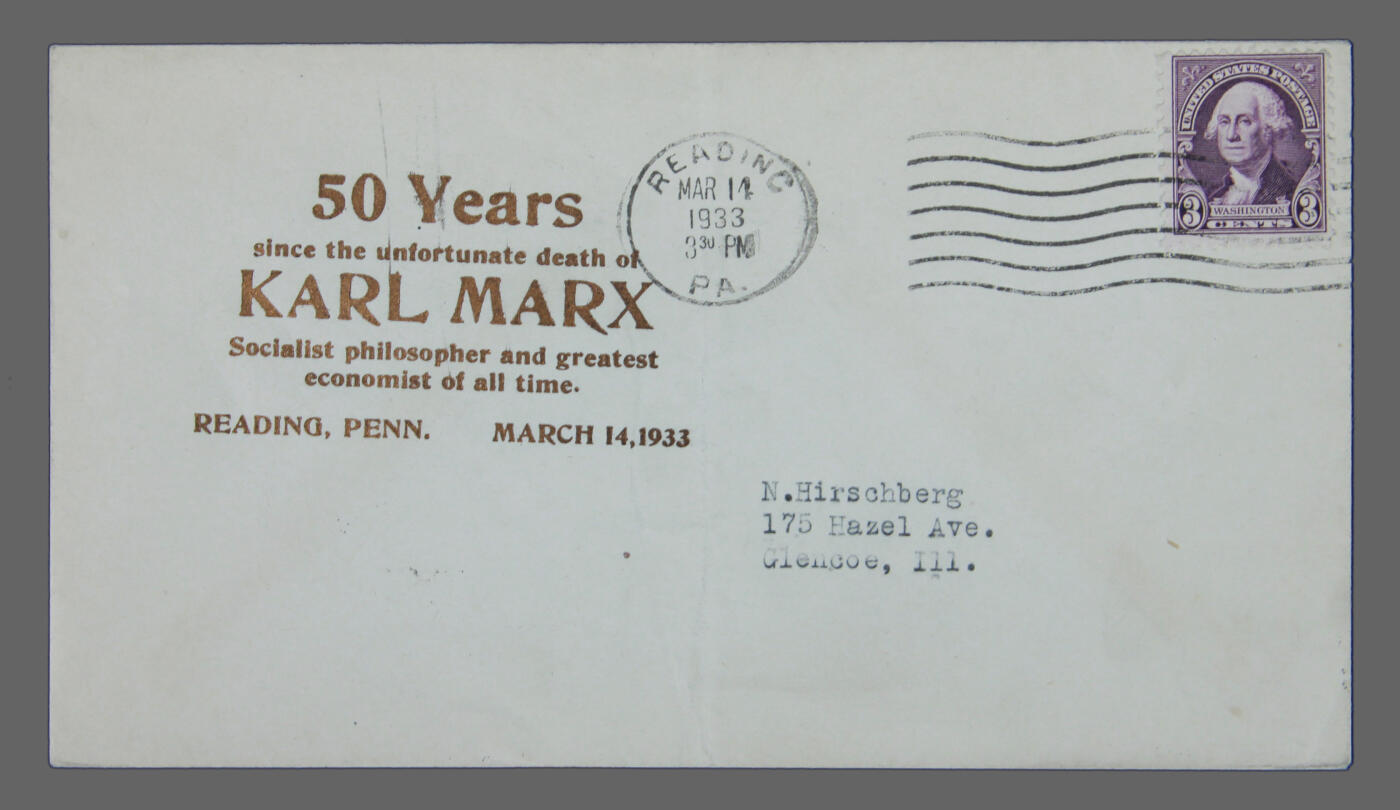 50 Years
since the unfortunate death of
KARL MARX
Socialist philosopher and greatest
economist of all time.
READING, PENN. MARCH 14, 1933
READING
MAR 14
1933
3 30 PM
PA.
UNITED STATES POSTAGE
3 WASHINGTON 3
CENTS
N.Hirschberg
175 Hazel Ave.
Glencoe, Ill.